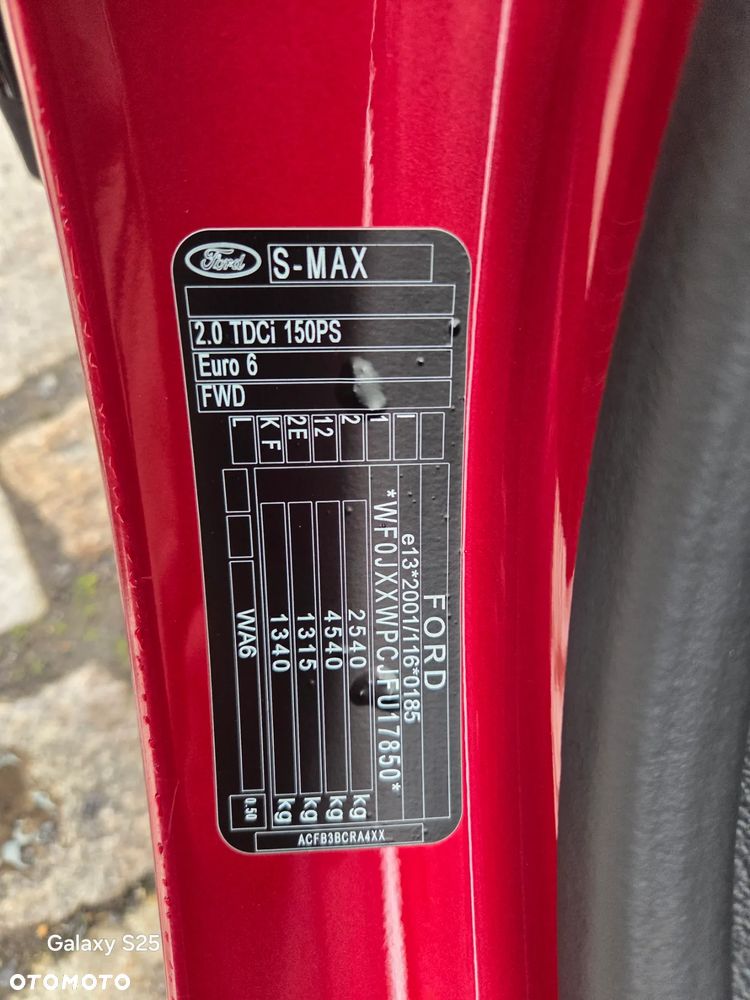 Ford
S-MAX
2.0 TDCi 150PS
Euro 6
FWD
FORD
e13*2001/116*0185
*WF0JXXWPCJFU17850*
2540 kg
4540 kg
1315 kg
1340 kg
WA6
0.50
I
1
2
12
2E
K F
L
ACFB3BCRA4XX
Galaxy S25
OTOMOTO